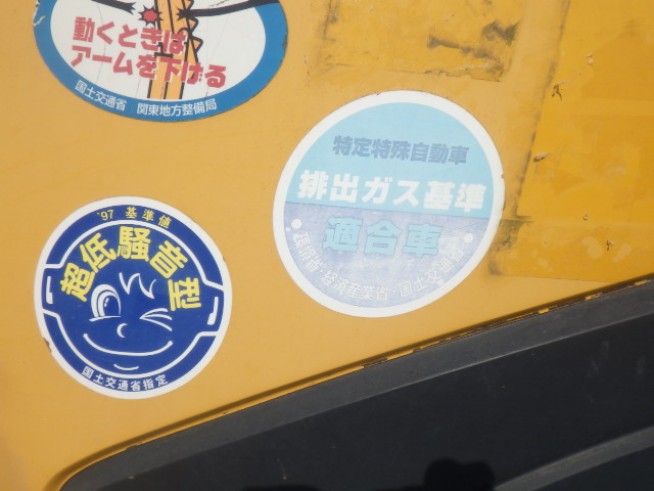 動くときは
アームを下げる
国土交通省 関東地方整備局
特定特殊自動車
排出ガス基準
適合車
環境省・経済産業省・国土交通省
'97 基準値
超低騒音型
国土交通省指定